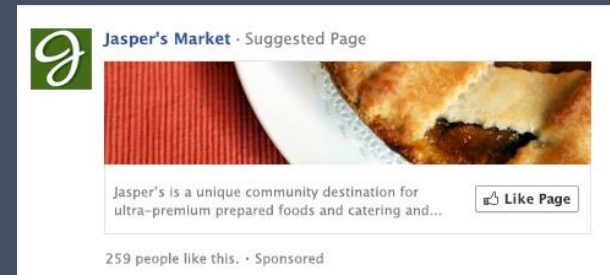 Jasper's Market · Suggested Page
Jasper's is a unique community destination for
ultra-premium prepared foods and catering and...
Like Page
259 people like this. · Sponsored